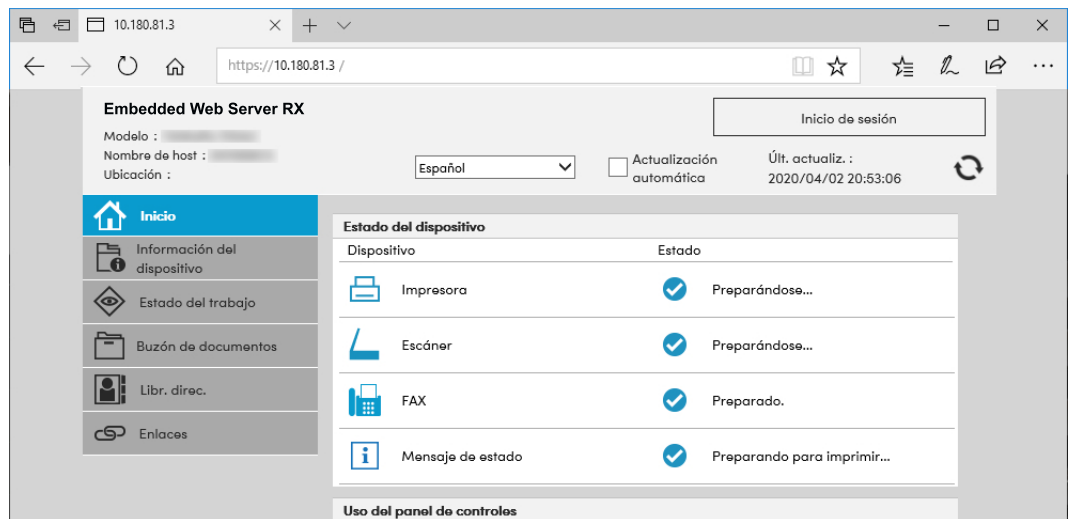 10.180.81.3
https://10.180.81.3 /
Embedded Web Server RX
Inicio de sesión
Modelo :
Nombre de host :
Ubicación :
Español
Actualización
automática
Últ. actualiz. :
2020/04/02 20:53:06
Inicio
Información del
dispositivo
Estado del trabajo
Buzón de documentos
Libr. direc.
Enlaces
Estado del dispositivo
Dispositivo Estado
Impresora Preparándose...
Escáner Preparándose...
FAX Preparado.
Mensaje de estado Preparando para imprimir...
Uso del panel de controles